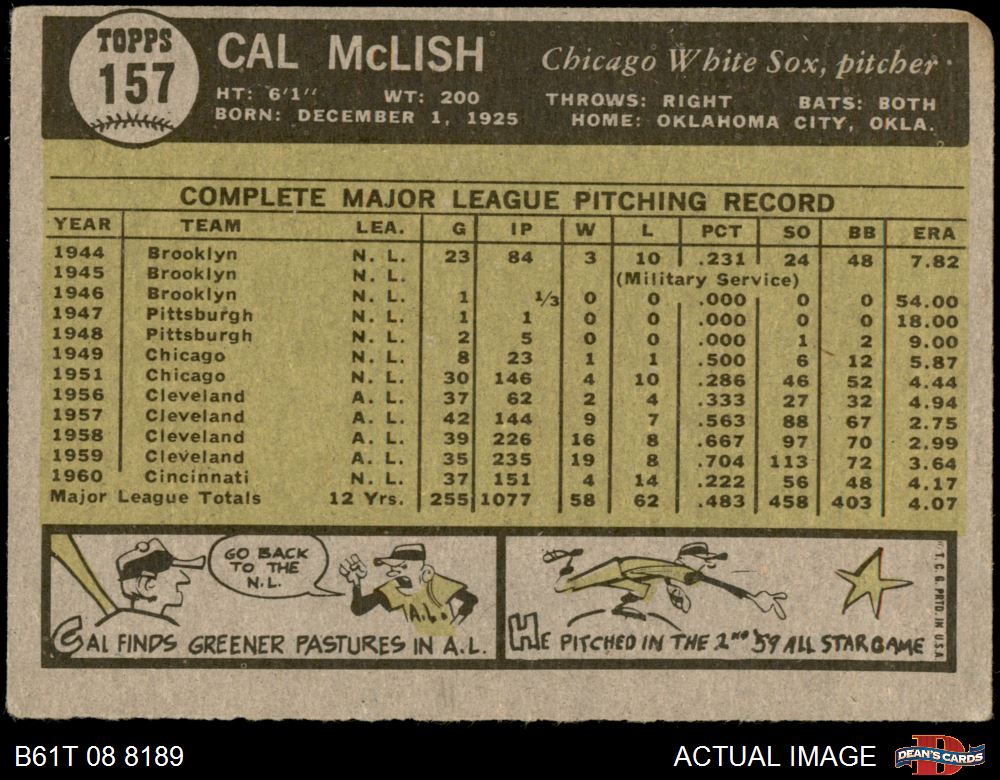 TOPPS
157
CAL McLISH
Chicago White Sox, pitcher
HT: 6'1" WT: 200 THROWS: RIGHT BATS: BOTH
BORN: DECEMBER 1, 1925 HOME: OKLAHOMA CITY, OKLA.
COMPLETE MAJOR LEAGUE PITCHING RECORD
YEAR TEAM LEA. G IP W L PCT SO BB ERA
1944 Brooklyn N. L. 23 84 3 10 .231 24 48 7.82
1945 Brooklyn N. L. (Military Service)
1946 Brooklyn N. L. 1 1/3 0 0 .000 0 0 54.00
1947 Pittsburgh N. L. 1 1 0 0 .000 0 0 18.00
1948 Pittsburgh N. L. 2 5 0 0 .000 1 2 9.00
1949 Chicago N. L. 8 23 1 1 .500 6 12 5.87
1951 Chicago N. L. 30 146 4 10 .286 46 52 4.44
1956 Cleveland A. L. 37 62 2 4 .333 27 32 4.94
1957 Cleveland A. L. 42 144 9 7 .563 88 67 2.75
1958 Cleveland A. L. 39 226 16 8 .667 97 70 2.99
1959 Cleveland A. L. 35 235 19 8 .704 113 72 3.64
1960 Cincinnati N. L. 37 151 4 14 .222 56 48 4.17
Major League Totals 12 Yrs. 255 1077 58 62 .483 458 403 4.07
GO BACK
TO THE
N.L.
A.L.
CAL FINDS GREENER PASTURES IN A.L.
HE PITCHED IN THE 2ND '59 ALL STAR GAME
* T. C. G. PRTD. IN U.S.A.
B61T 08 8189
ACTUAL IMAGE
D
DEAN'S CARDS